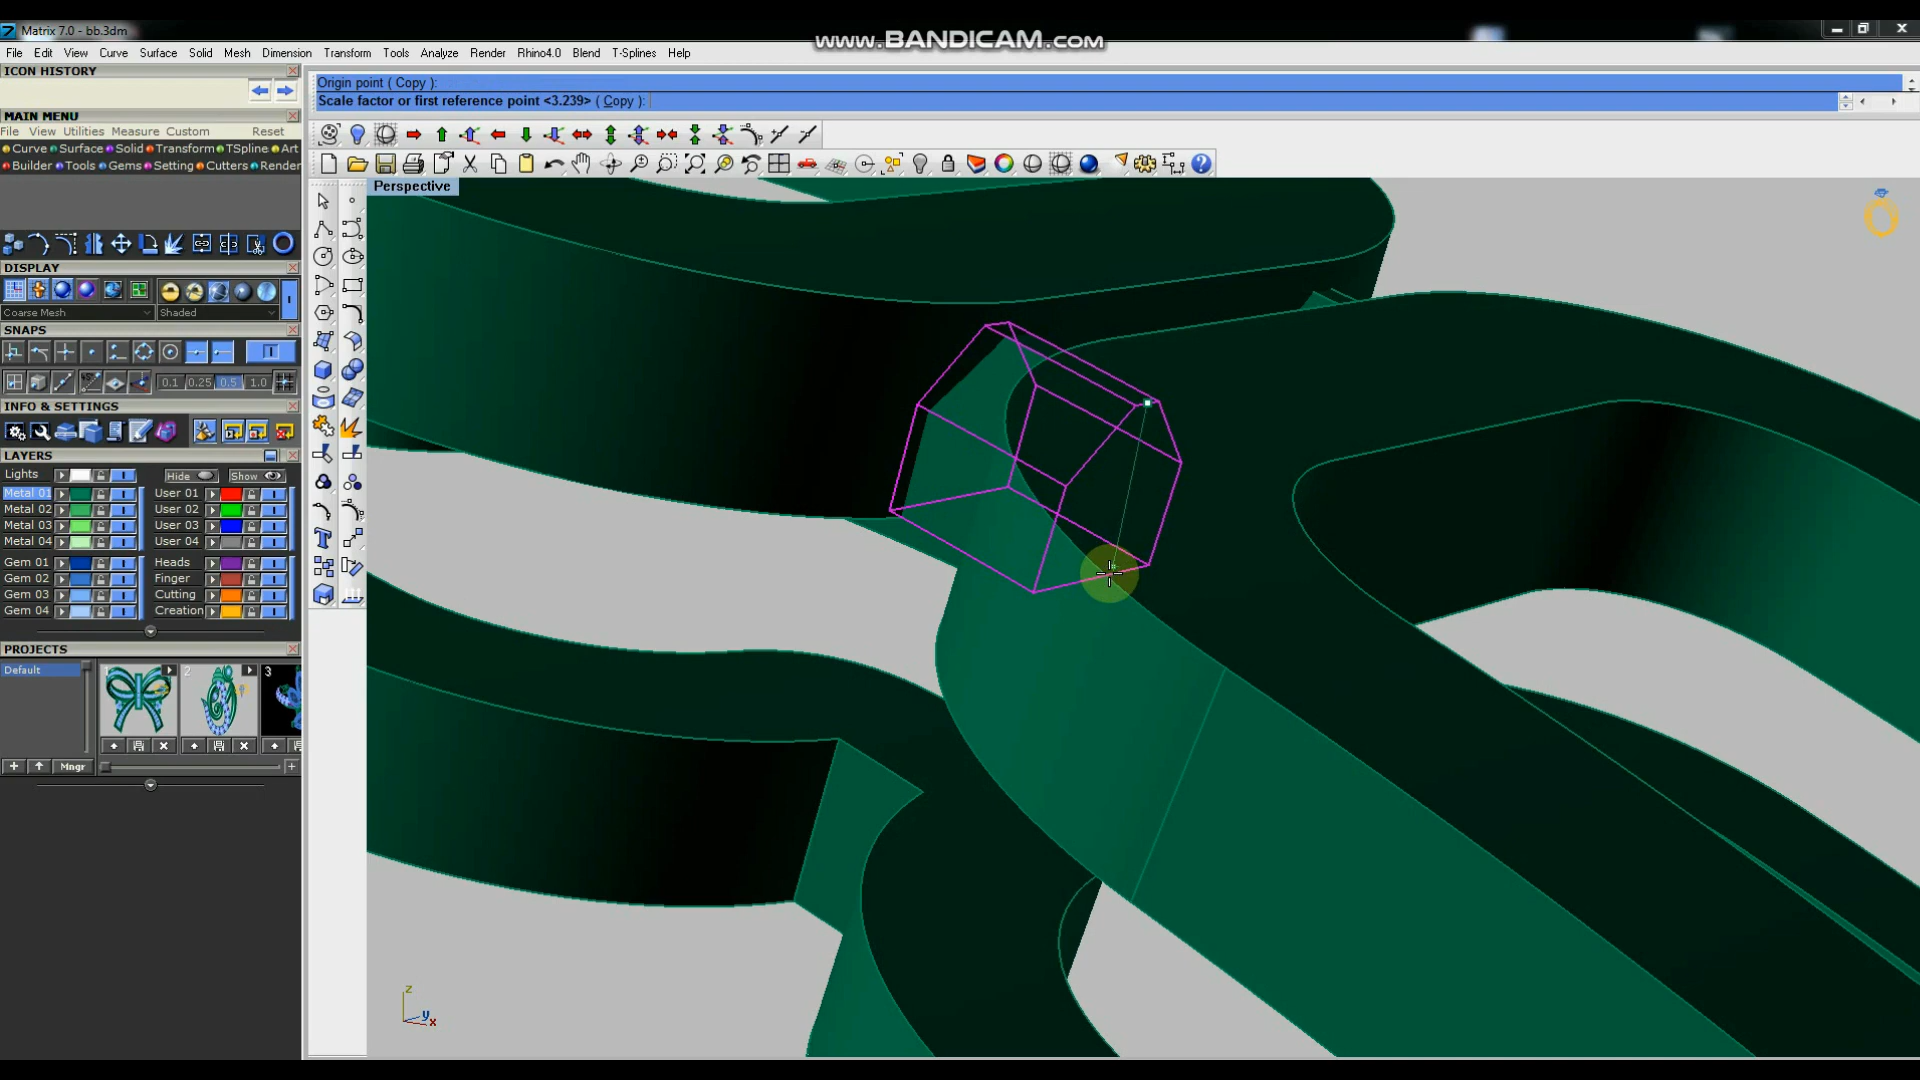 Matrix 7.0 - bb.3dm
www.BANDICAM.com
File Edit View Curve Surface Solid Mesh Dimension Transform Tools Analyze Render Rhino4.0 Blend T-Splines Help
ICON HISTORY
Origin point ( Copy ):
Scale factor or first reference point <3.239> ( Copy ):
MAIN MENU
File View Utilities Measure Custom Reset
Curve Surface Solid Transform TSpline Art
Builder Tools Gems Setting Cutters Render
Perspective
DISPLAY
Coarse Mesh Shaded
SNAPS
0.1 0.25 0.5 1.0
INFO & SETTINGS
LAYERS
Lights Hide Show
Metal 01 User 01
Metal 02 User 02
Metal 03 User 03
Metal 04 User 04
Gem 01 Heads
Gem 02 Finger
Gem 03 Cutting
Gem 04 Creation
PROJECTS
Default
1 2 3
Mngr
z
y
x